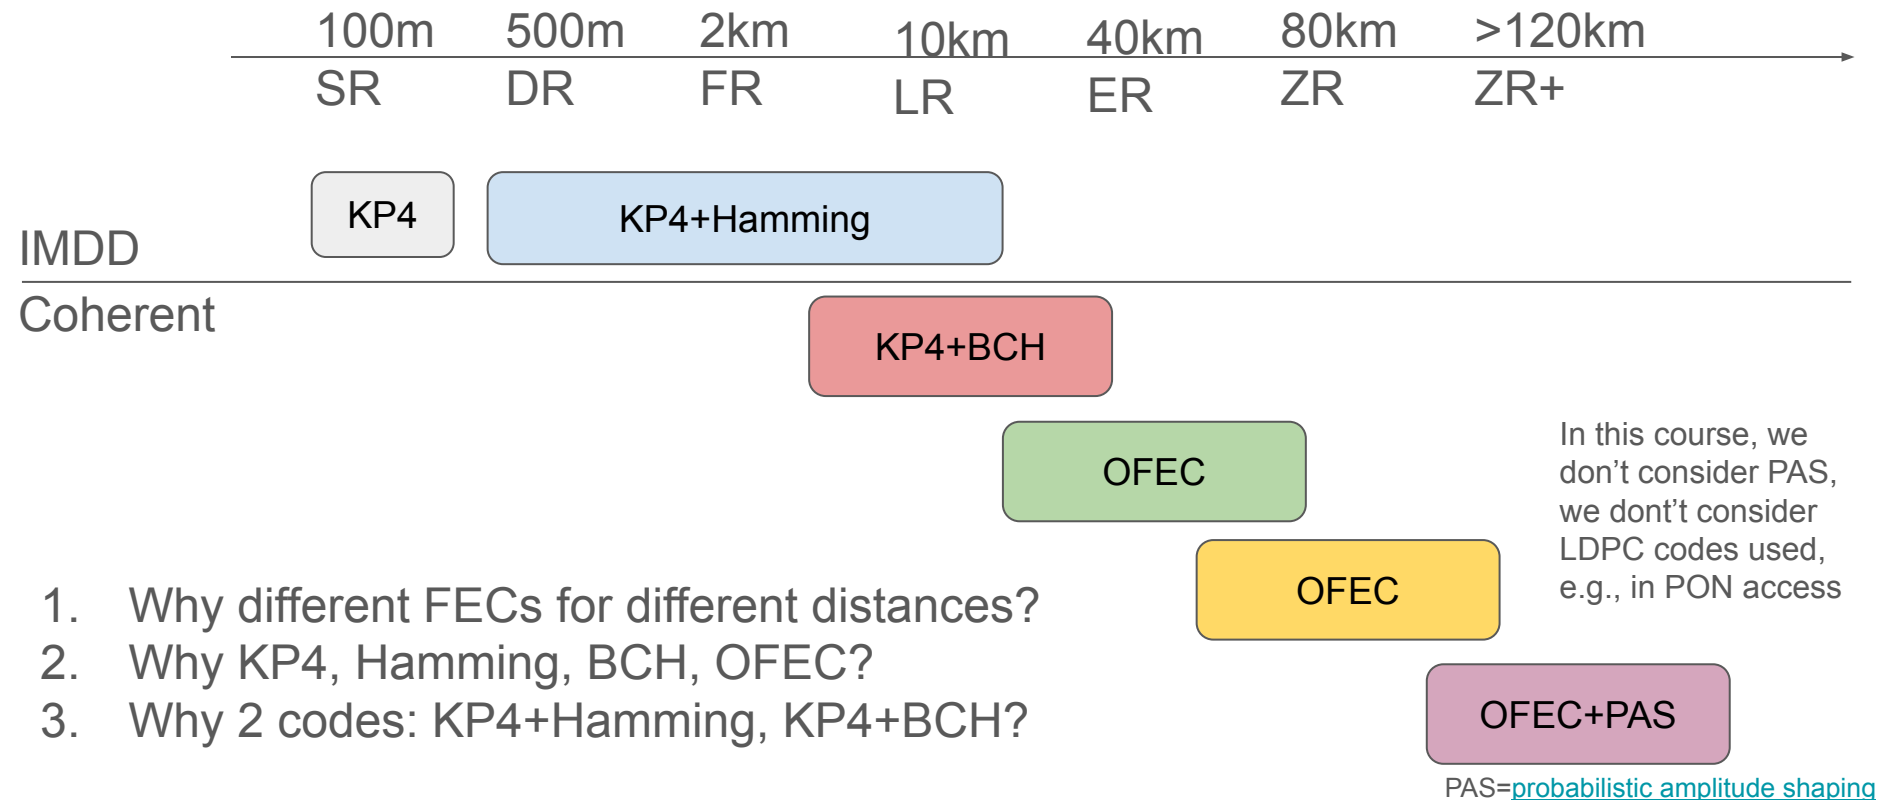 100m 500m 2km 10km 40km 80km >120km
SR DR FR LR ER ZR ZR+
KP4 KP4+Hamming
IMDD
Coherent
KP4+BCH
OFEC
In this course, we
don’t consider PAS,
we dont’t consider
LDPC codes used,
e.g., in PON access
OFEC
1. Why different FECs for different distances?
2. Why KP4, Hamming, BCH, OFEC?
3. Why 2 codes: KP4+Hamming, KP4+BCH?
OFEC+PAS
PAS=probabilistic amplitude shaping